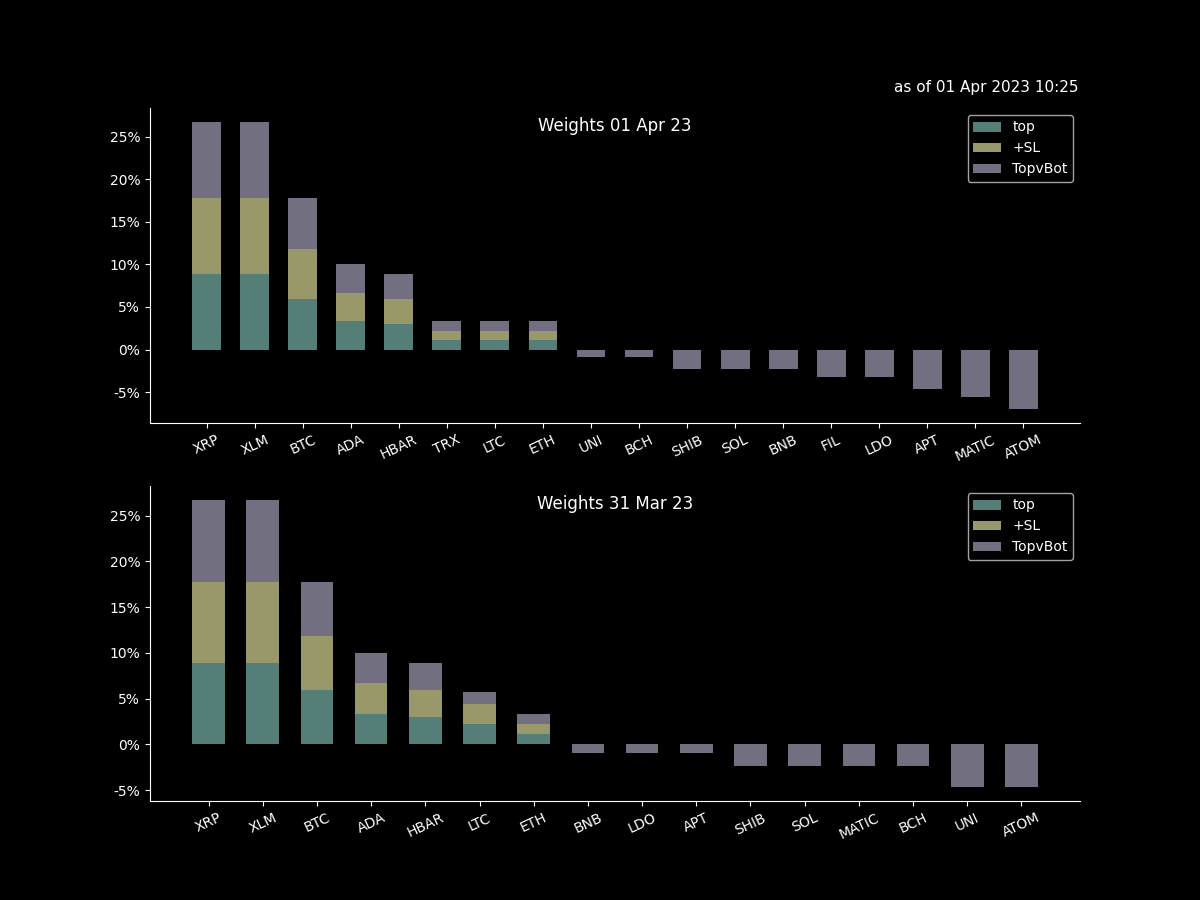 as of 01 Apr 2023 10:25
Weights 01 Apr 23
top
+SL
TopvBot
25%
20%
15%
10%
5%
0%
-5%
XRP XLM BTC ADA HBAR TRX LTC ETH UNI BCH SHIB SOL BNB FIL LDO APT MATIC ATOM
Weights 31 Mar 23
top
+SL
TopvBot
25%
20%
15%
10%
5%
0%
-5%
XRP XLM BTC ADA HBAR LTC ETH BNB LDO APT SHIB SOL MATIC BCH UNI ATOM